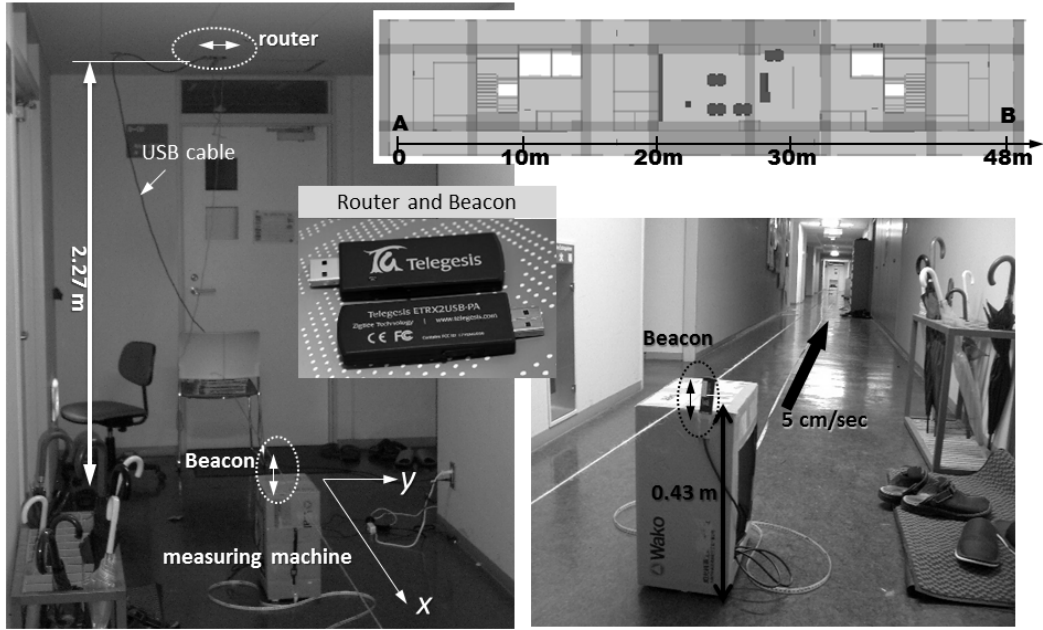 router
USB cable
2.27 m
Beacon
y
measuring machine
x
A
B
0
10m
20m
30m
48m
Router and Beacon
Telegesis
Telegesis ETRX2USB-PA
ZigBee Technology | www.telegesis.com
CE FC
Beacon
5 cm/sec
0.43 m
Wako